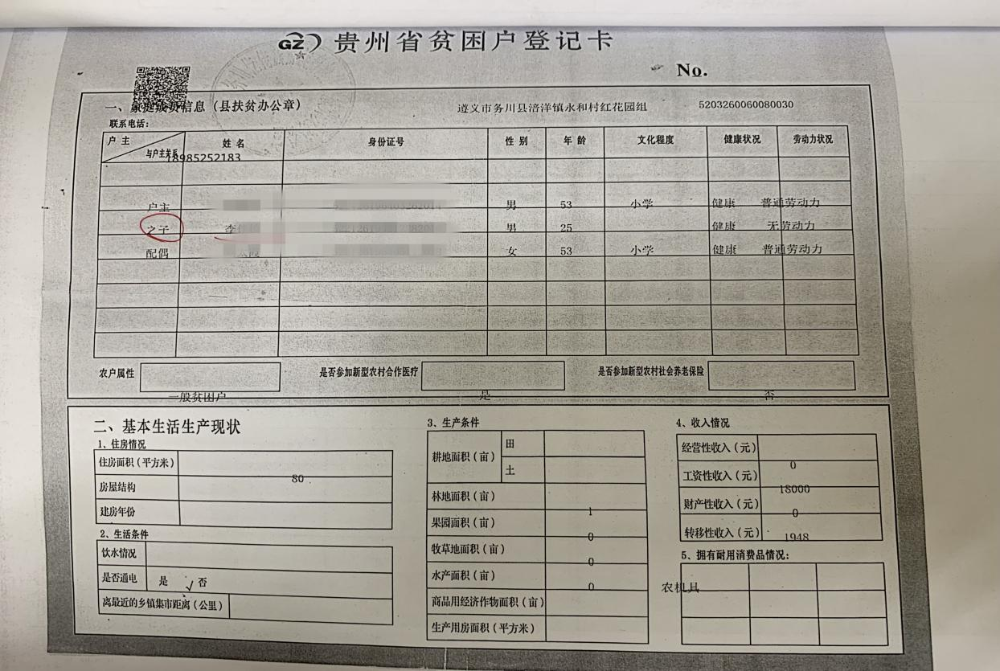 GZ 贵州省贫困户登记卡
No.
一、家庭成员信息（县扶贫办公章） 遵义市务川县涪洋镇永和村红花园组 5203260060080030
联系电话：
户主 与户主关系 姓名 身份证号 性别 年龄 文化程度 健康状况 劳动力状况
18985252183
户主 男 53 小学 健康 普通劳动力
之子 李 男 25 健康 无劳动力
配偶 女 53 小学 健康 普通劳动力
农户属性 是否参加新型农村合作医疗 是否参加新型农村社会养老保险
一般贫困户 是 否
二、基本生活生产现状
1、住房情况
住房面积（平方米）
80
房屋结构
建房年份
2、生活条件
饮水情况
是否通电 是 √ 否
离最近的乡镇集市距离（公里）
3、生产条件
耕地面积（亩） 田
土
林地面积（亩）
1
果园面积（亩）
0
牧草地面积（亩）
0
水产面积（亩）
0
商品用经济作物面积（亩）
生产用房面积（平方米）
4、收入情况
经营性收入（元）
0
工资性收入（元）
18000
财产性收入（元）
0
转移性收入（元）
1948
5、拥有耐用消费品情况：
农机具